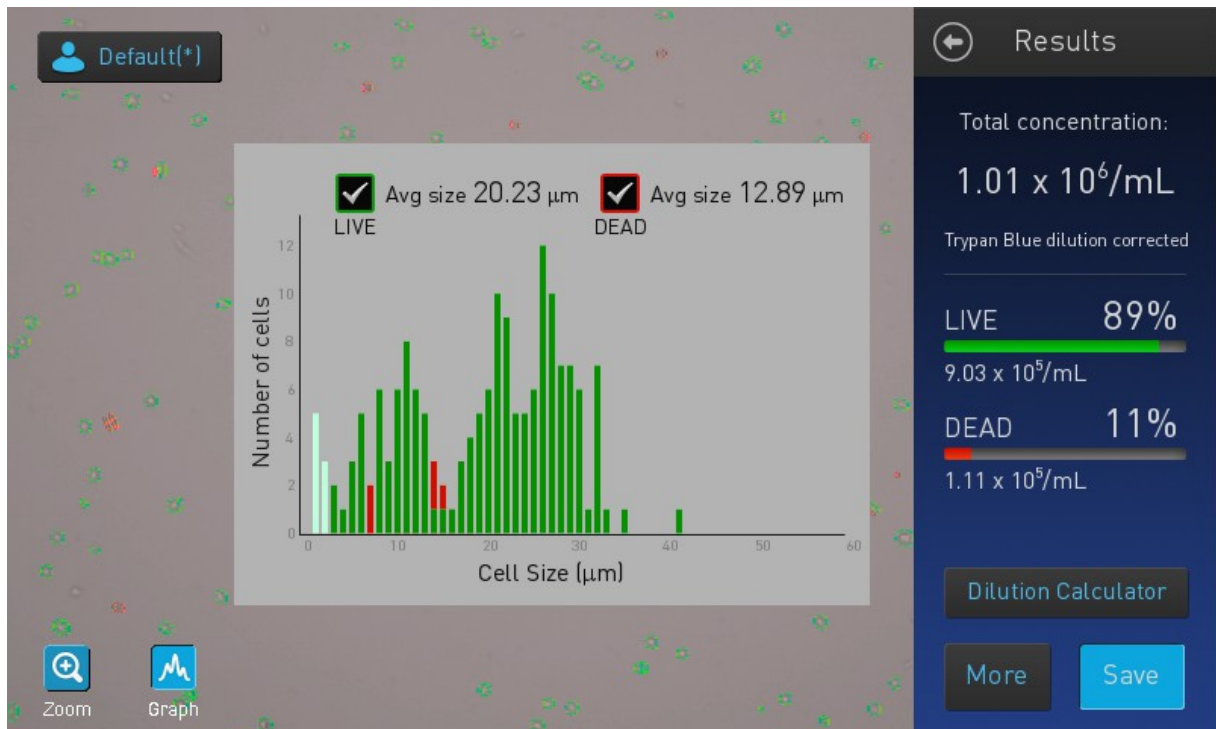 Default(*)
Results
Total concentration:
1.01 x 10⁶/mL
Trypan Blue dilution corrected
LIVE 89%
9.03 x 10⁵/mL
DEAD 11%
1.11 x 10⁵/mL
Dilution Calculator
More
Save
Avg size 20.23 μm
LIVE
Avg size 12.89 μm
DEAD
Number of cells
12
10
8
6
4
2
0
0 10 20 30 40 50 60
Cell Size (μm)
Zoom
Graph